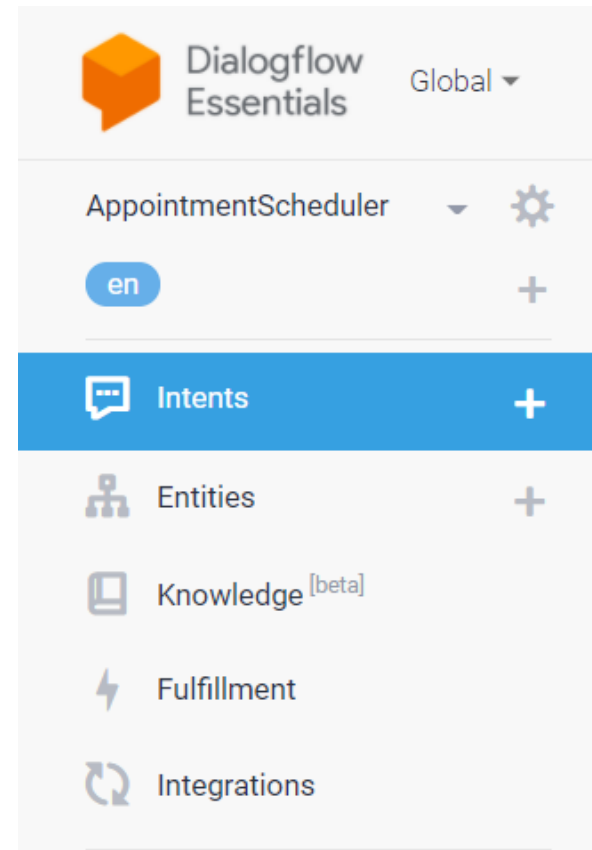 Dialogflow
Essentials
Global
AppointmentScheduler
en
Intents
Entities
Knowledge [beta]
Fulfillment
Integrations